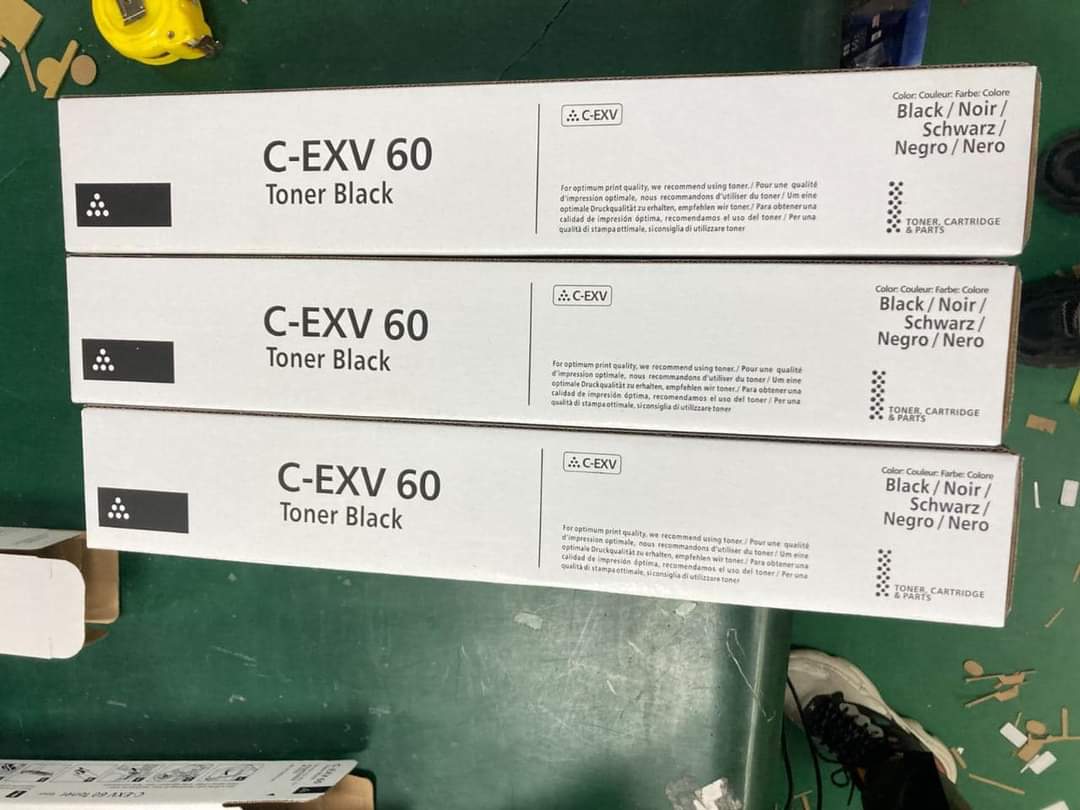 C-EXV 60
Toner Black
C-EXV
For optimum print quality, we recommend using toner./ Pour une qualité
d'impression optimale, nous recommandons d'utiliser du toner / Um eine
optimale Druckqualität zu erhalten, empfehlen wir toner./ Para obtener una
calidad de impresión óptima, recomendamos el uso del toner / Per una
qualità di stampa ottimale, si consiglia di utilizzare toner
Color: Couleur: Farbe: Colore
Black / Noir /
Schwarz /
Negro / Nero
TONER, CARTRIDGE
& PARTS
C-EXV 60
Toner Black
C-EXV
For optimum print quality, we recommend using toner./ Pour une qualité
d'impression optimale, nous recommandons d'utiliser du toner / Um eine
optimale Druckqualität zu erhalten, empfehlen wir toner./ Para obtener una
calidad de impresión óptima, recomendamos el uso del toner / Per una
qualità di stampa ottimale, si consiglia di utilizzare toner
Color: Couleur: Farbe: Colore
Black / Noir /
Schwarz /
Negro / Nero
TONER, CARTRIDGE
& PARTS
C-EXV 60
Toner Black
C-EXV
For optimum print quality, we recommend using toner./ Pour une qualité
d'impression optimale, nous recommandons d'utiliser du toner / Um eine
optimale Druckqualität zu erhalten, empfehlen wir toner./ Para obtener una
calidad de impresión óptima, recomendamos el uso del toner / Per una
qualità di stampa ottimale, si consiglia di utilizzare toner
Color: Couleur: Farbe: Colore
Black / Noir /
Schwarz /
Negro / Nero
TONER, CARTRIDGE
& PARTS
C-EXV 60 Toner